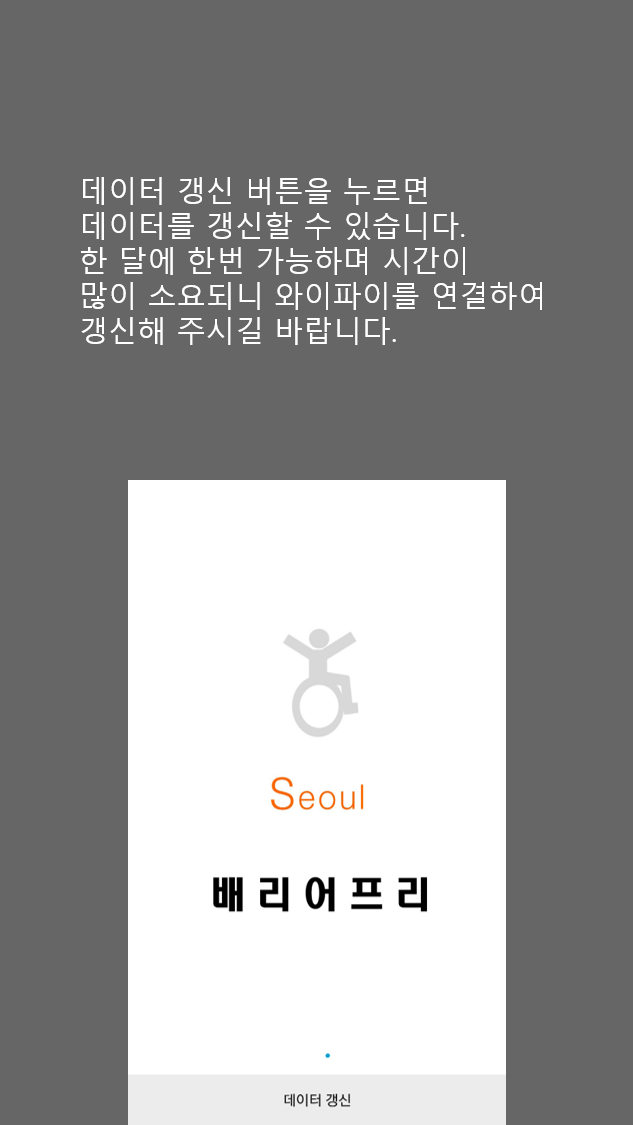 데이터 갱신 버튼을 누르면
데이터를 갱신할 수 있습니다.
한 달에 한번 가능하며 시간이
많이 소요되니 와이파이를 연결하여
갱신해 주시길 바랍니다.
Seoul
배리어프리
데이터 갱신